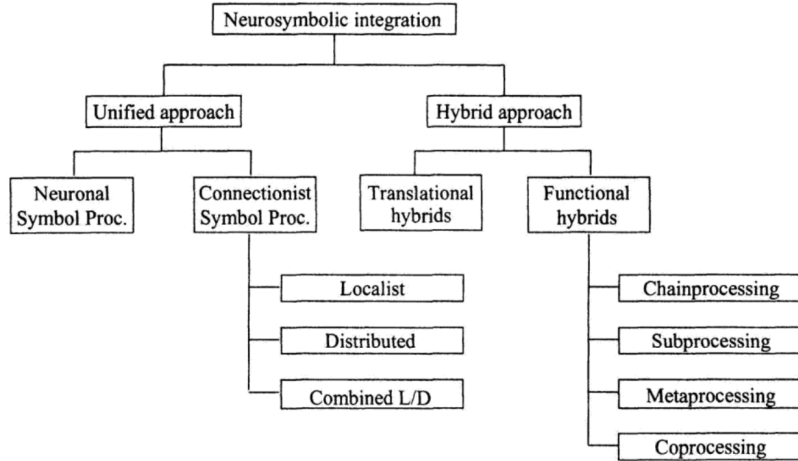 Neurosymbolic integration
Unified approach
Hybrid approach
Neuronal
Symbol Proc.
Connectionist
Symbol Proc.
Translational
hybrids
Functional
hybrids
Localist
Distributed
Combined L/D
Chainprocessing
Subprocessing
Metaprocessing
Coprocessing